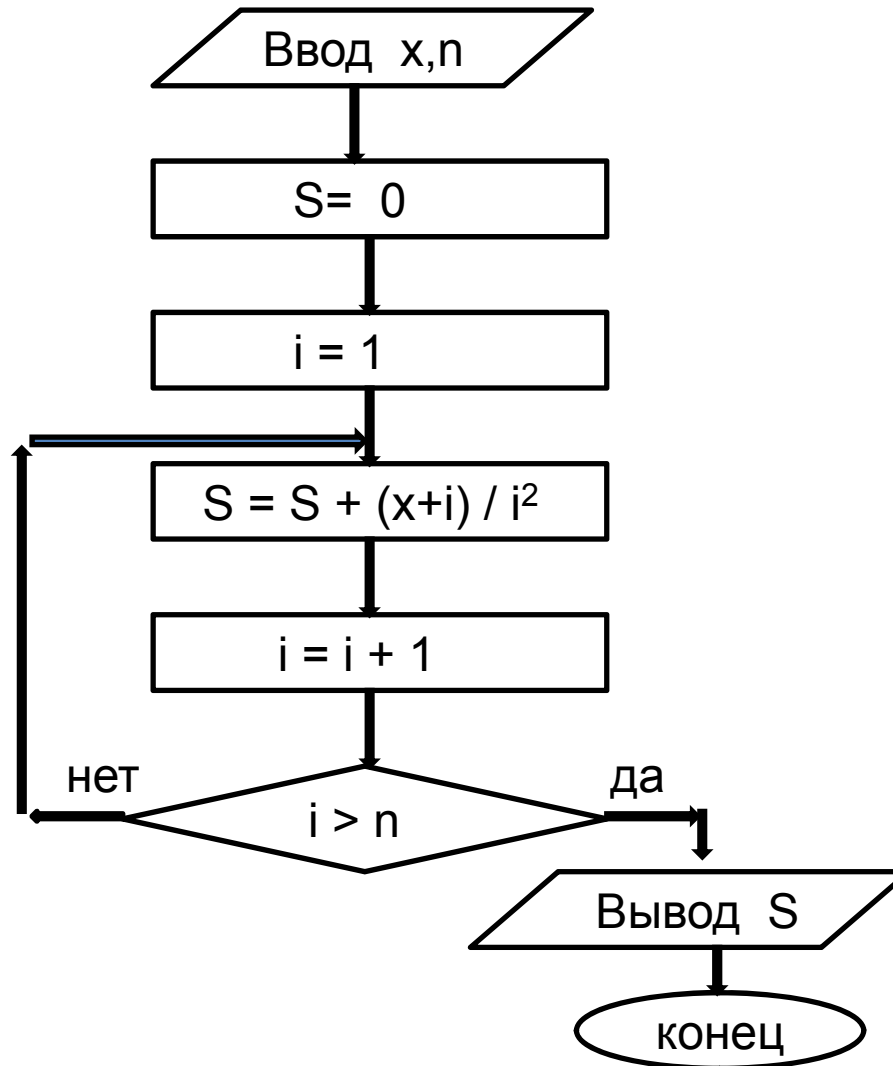 Ввод x,n
S= 0
i = 1
S = S + (x+i) / i²
i = i + 1
нет
да
i > n
Вывод S
конец